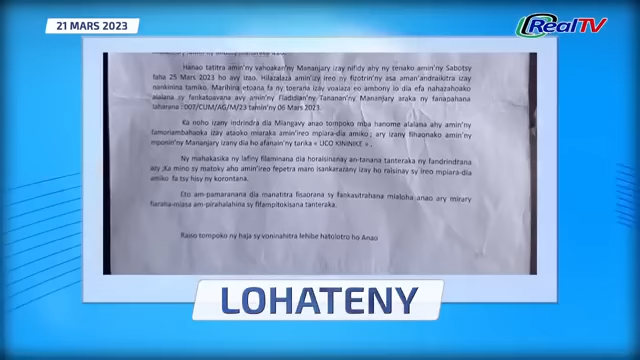 21 MARS 2023
RealTV
Hanao tatitra amin'ny vahoakan'ny Mananjary izay nifidy ahy ny tenako amin'ny Sabotsy
faha 25 Mars 2023 ho avy izao. Hilazalaza amin'izy ireo ny fizotrin'ny asa aman'andraikitra izay
nankinina tamiko. Marihina etoana fa ny toerana izay voalaza eo ambony io dia efa nahazahoako
alalana sy fankatoavana avy amin'ny Fiadidian'ny Tananan'ny Mananjary araka ny fanapahana
laharana :007/CUM/AG/M/23 tamin'ny 06 Mars 2023.
Ka noho izany indrindra dia Miangavy anao tompoko mba hanome alalana ahy amin'ny
famoriambahoaka izay ataoko miaraka amin'ireo mpiara-dia amiko; ary izany fihaonako amin'ny
mponin'ny Mananjary izany dia ho afanain'ny tarika « LICO KININIKE » .
Ny mahakasika ny lafiny filaminana dia horaisinany an-tanana tanteraka ny fandrindrana
ary ;Ka mino sy matoky aho amin'ireo fepetra maro isankarazany izay ho raisinay sy ireo mpiara-dia
amiko fa tsy hisy ny korontana.
Eto am-pamaranana dia manatitra fisaorana sy fankasitrahana mialoha anao ary mirary
fiaraha-miasa am-pirahalahina sy fifampitokisana tanteraka.
Raiso tompoko ny haja sy voninahitra lehibe hatolotro ho Anao
LOHATENY